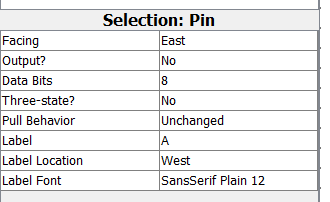 Selection: Pin
Facing East
Output? No
Data Bits 8
Three-state? No
Pull Behavior Unchanged
Label A
Label Location West
Label Font SansSerif Plain 12